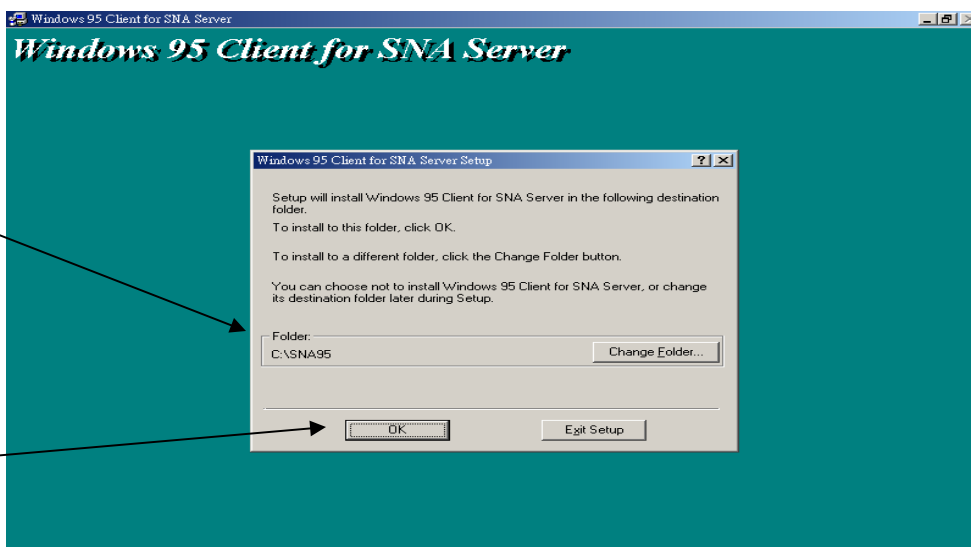 Windows 95 Client for SNA Server
Windows 95 Client for SNA Server
Windows 95 Client for SNA Server Setup
Setup will install Windows 95 Client for SNA Server in the following destination
folder.
To install to this folder, click OK.
To install to a different folder, click the Change Folder button.
You can choose not to install Windows 95 Client for SNA Server, or change
its destination folder later during Setup.
Folder:
C:\SNA95
Change Folder...
OK
Exit Setup